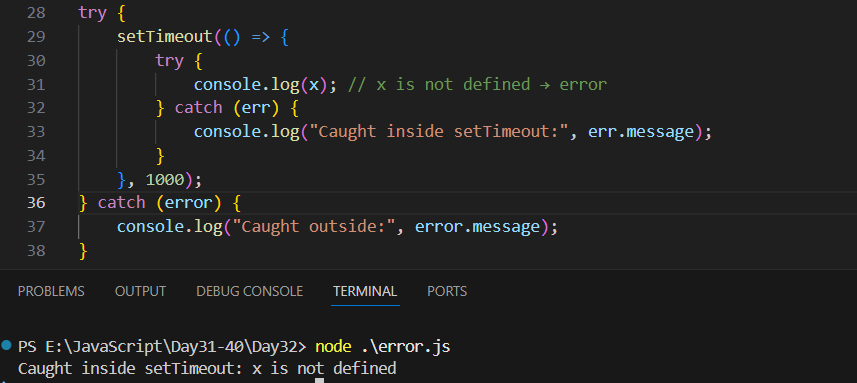 28 try {
29     setTimeout(() => {
30         try {
31             console.log(x); // x is not defined → error
32         } catch (err) {
33             console.log("Caught inside setTimeout:", err.message);
34         }
35     }, 1000);
36 } catch (error) {
37     console.log("Caught outside:", error.message);
38 }
PROBLEMS OUTPUT DEBUG CONSOLE TERMINAL PORTS
PS E:\JavaScript\Day31-40\Day32> node .\error.js
Caught inside setTimeout: x is not defined